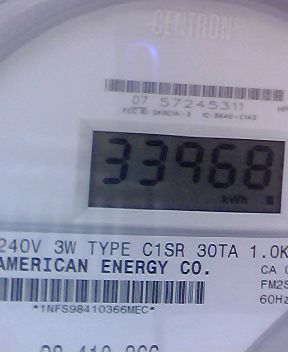 CENTRON
07 57245311
33968
kWh
240V 3W TYPE C1SR 30TA 1.0K
AMERICAN ENERGY CO.
CA
FM2S
60Hz
*1NFS98410366MEC*